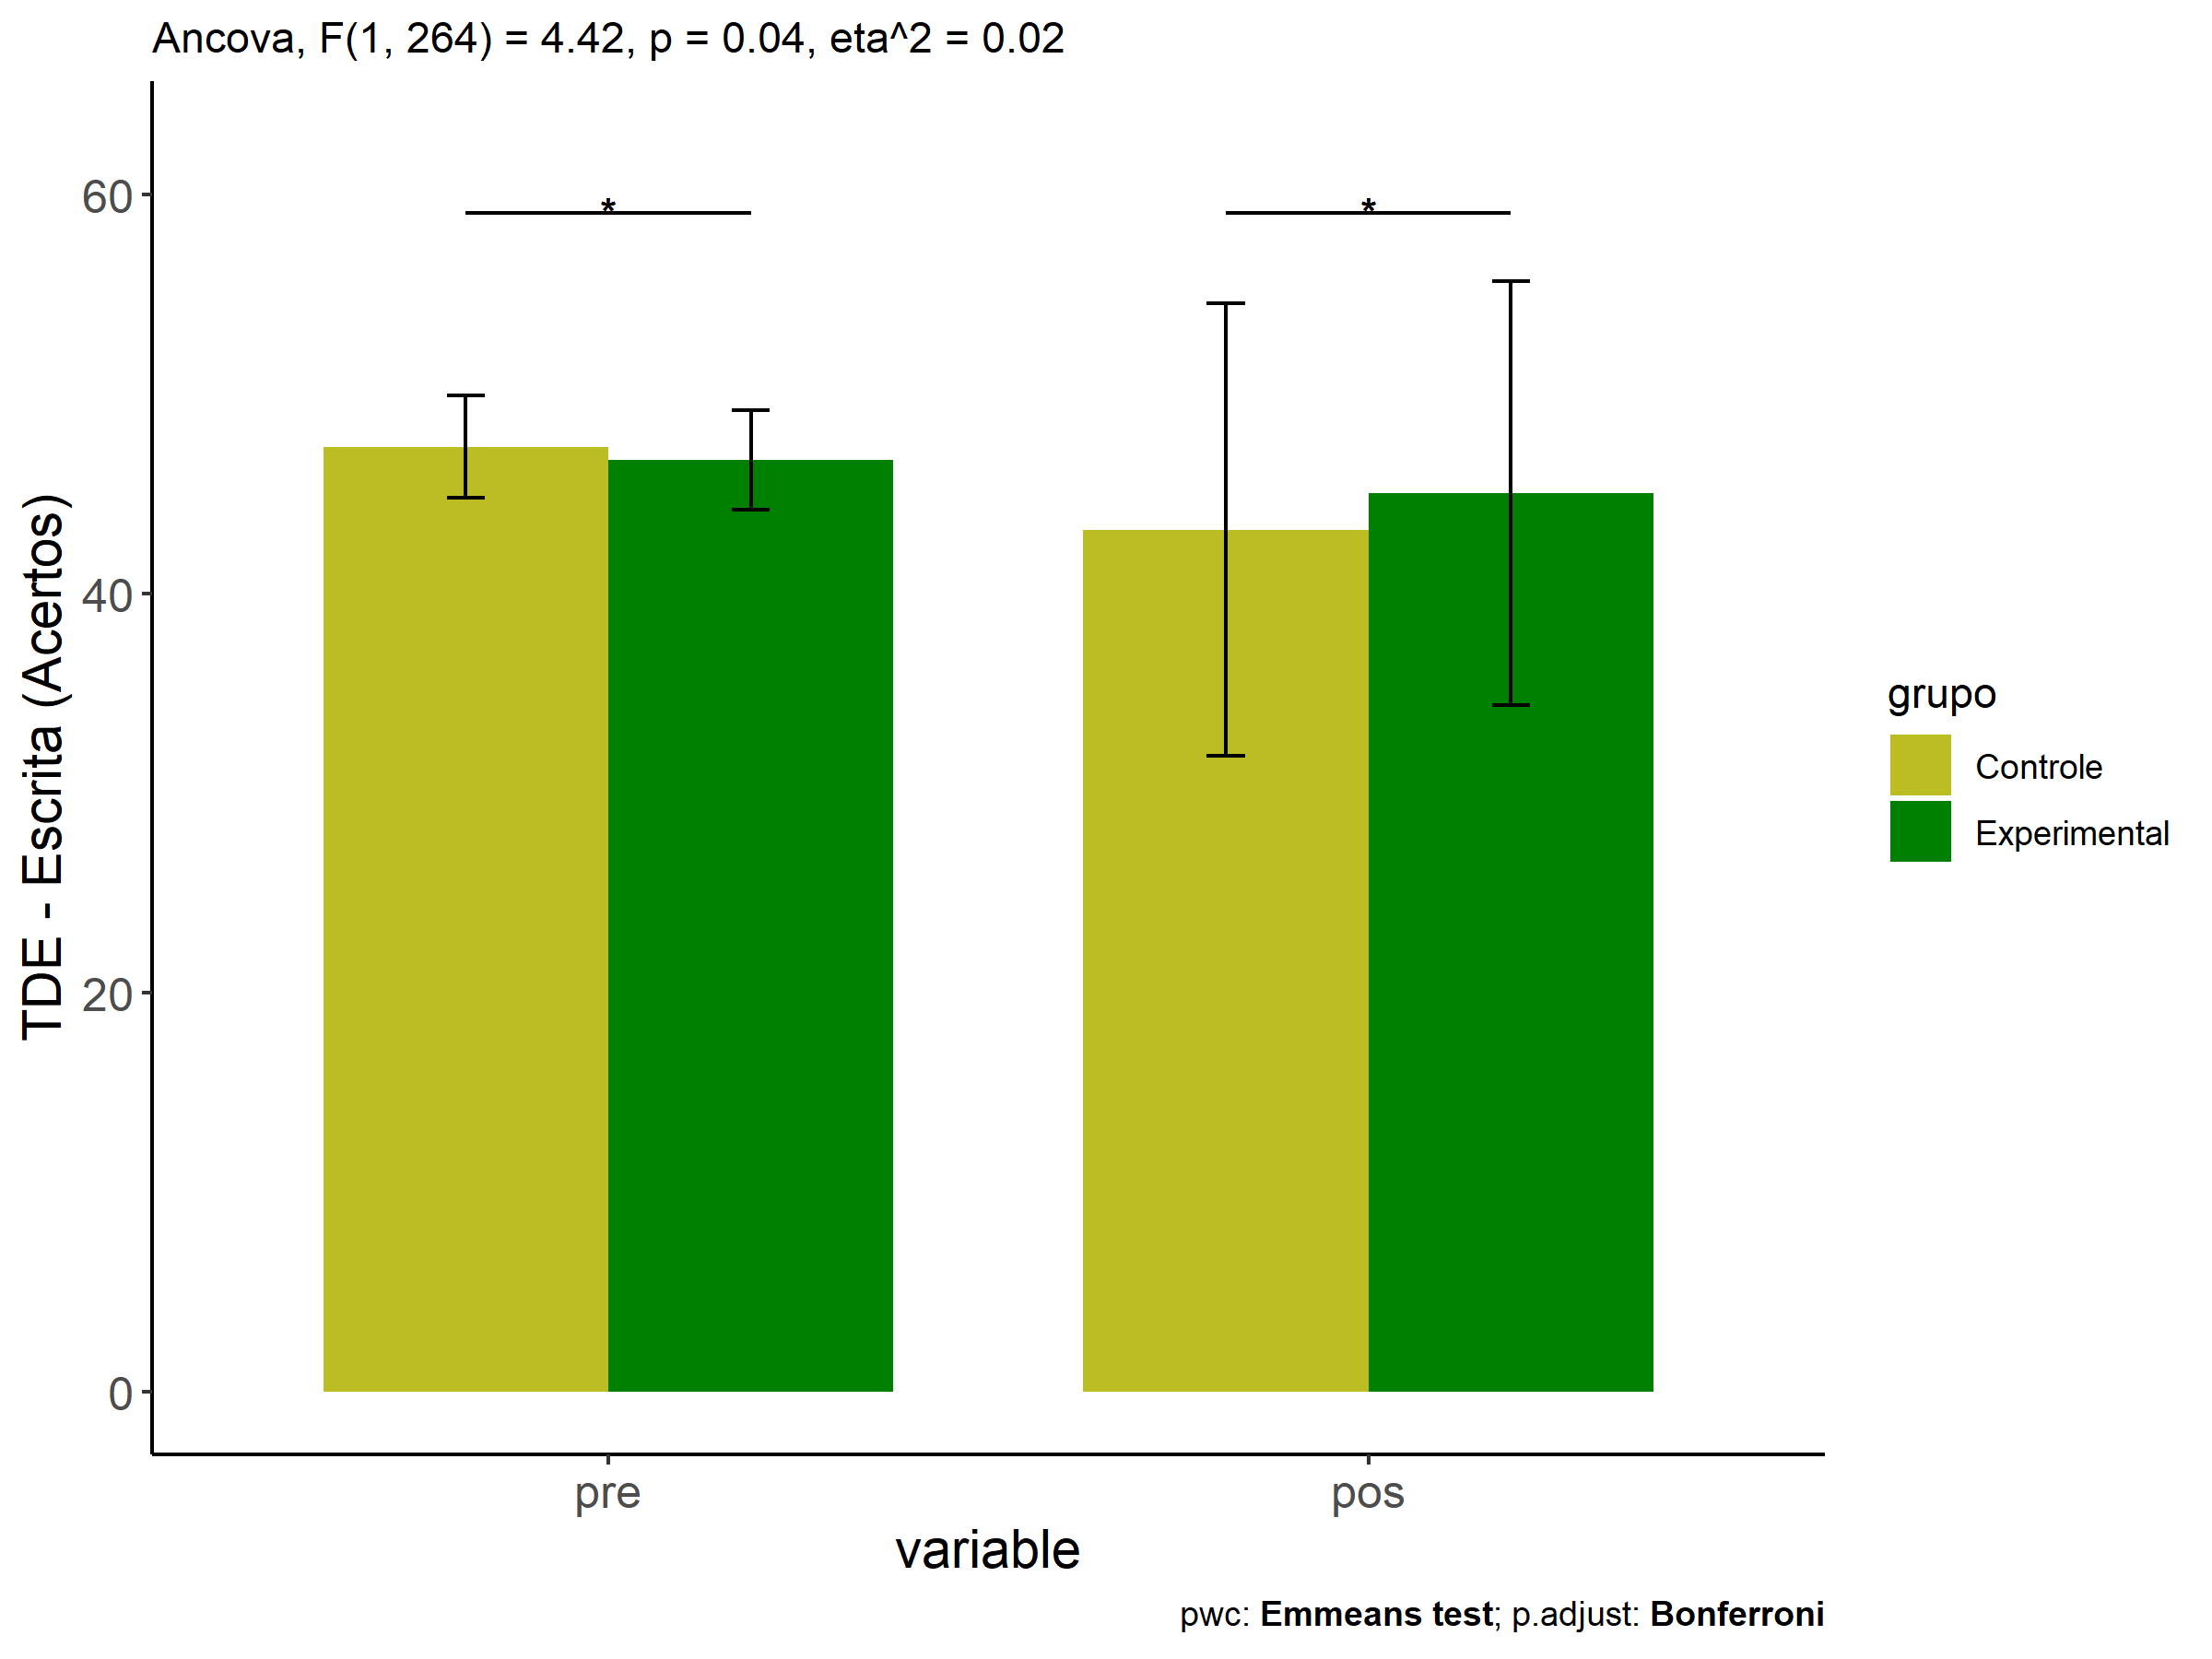 Ancova, F(1, 264) = 4.42, p = 0.04, eta^2 = 0.02
TDE - Escrita (Acertos)
60
40
20
0
*
*
pre
pos
variable
grupo
Controle
Experimental
pwc: Emmeans test; p.adjust: Bonferroni